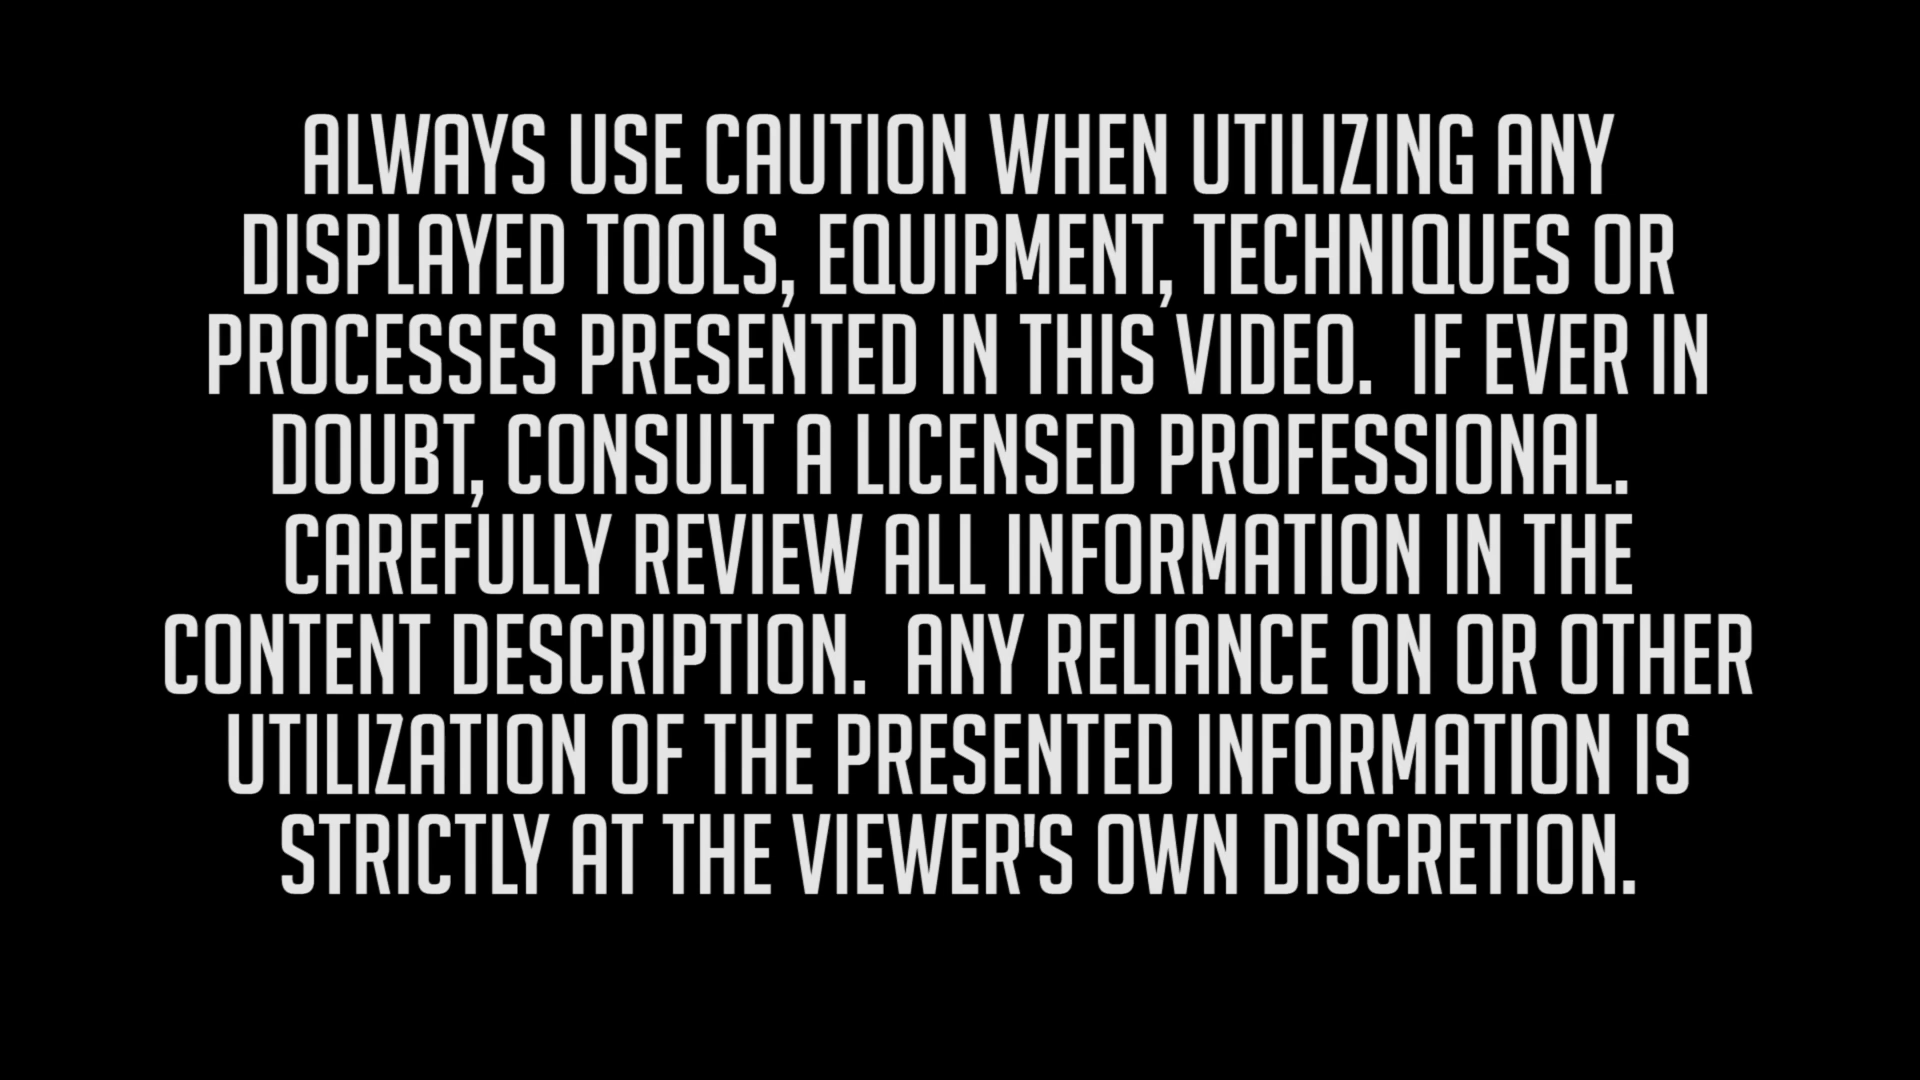 ALWAYS USE CAUTION WHEN UTILIZING ANY
DISPLAYED TOOLS, EQUIPMENT, TECHNIQUES OR
PROCESSES PRESENTED IN THIS VIDEO.  IF EVER IN
DOUBT, CONSULT A LICENSED PROFESSIONAL.
CAREFULLY REVIEW ALL INFORMATION IN THE
CONTENT DESCRIPTION.  ANY RELIANCE ON OR OTHER
UTILIZATION OF THE PRESENTED INFORMATION IS
STRICTLY AT THE VIEWER'S OWN DISCRETION.